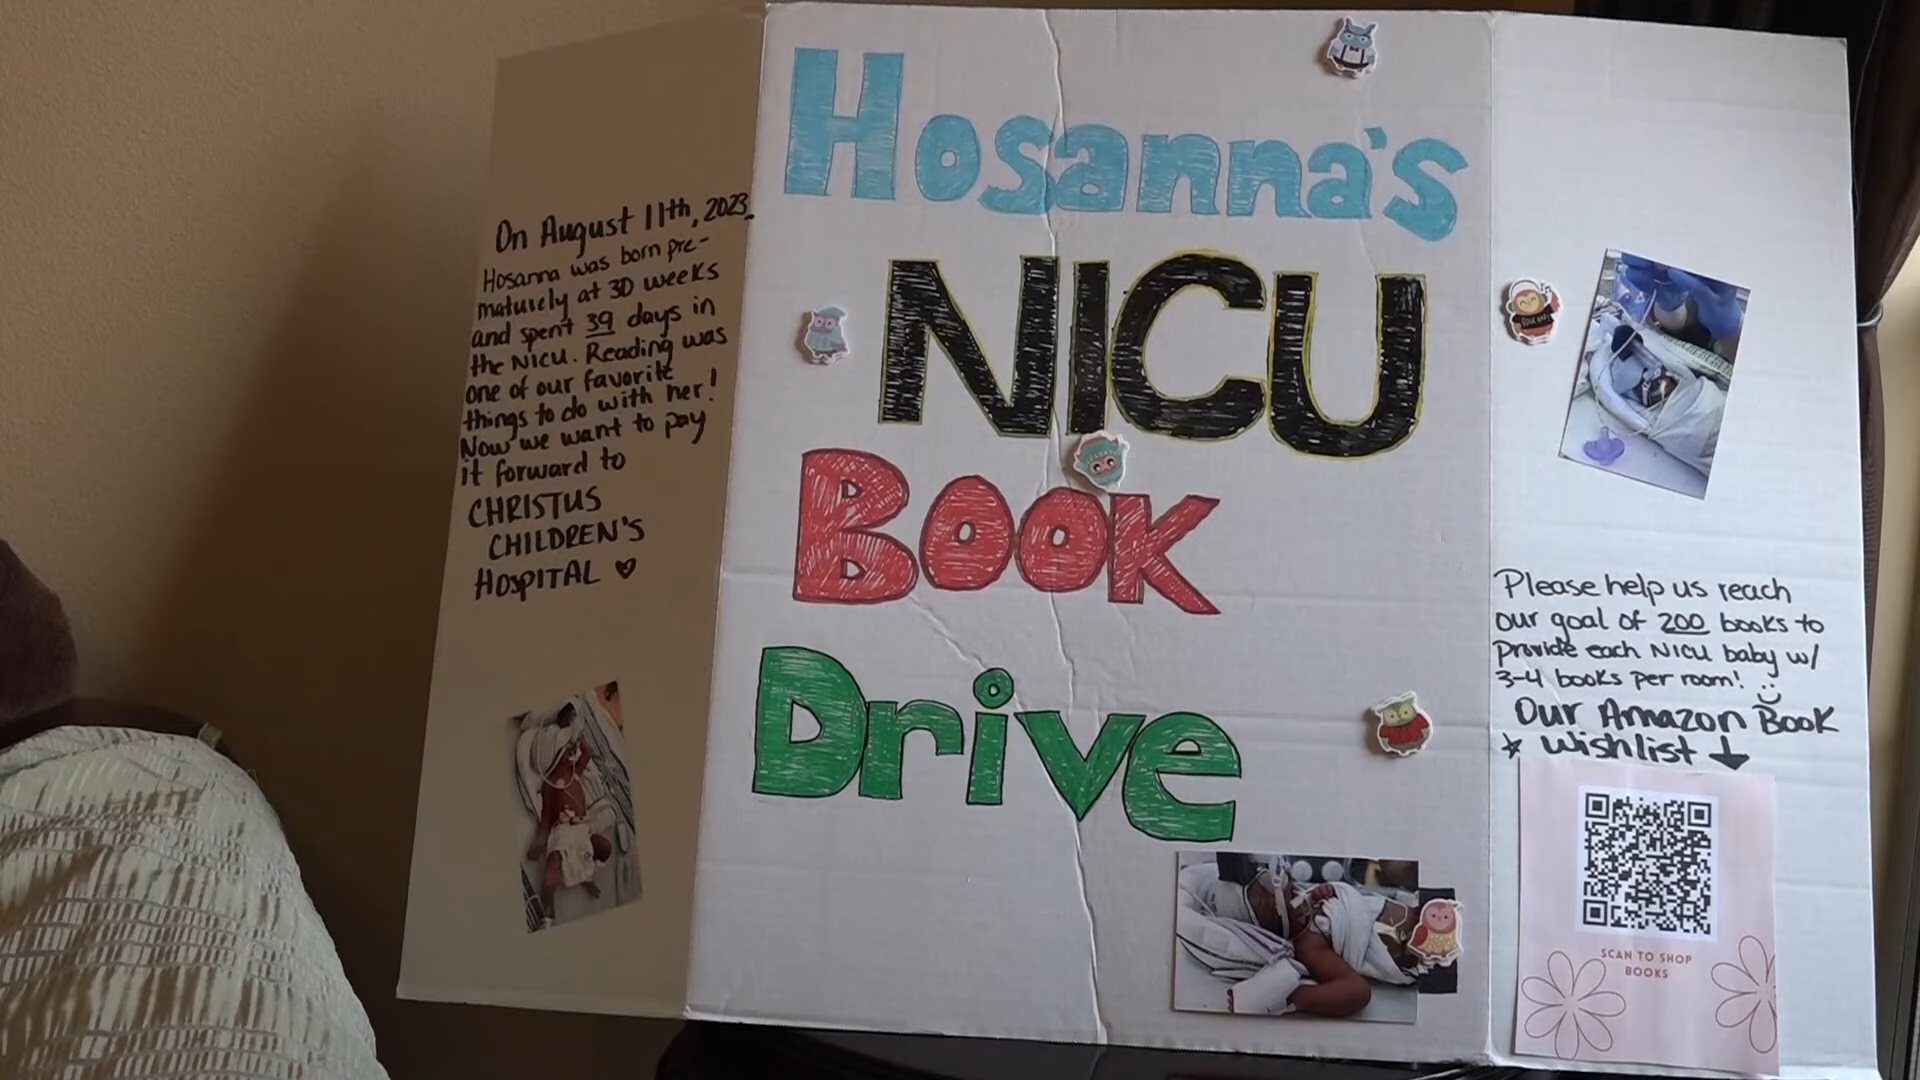 On August 11th, 2023,
Hosanna was born pre-
maturely at 30 weeks
and spent 39 days in
the NICU. Reading was
one of our favorite
things to do with her!
Now we want to pay
it forward to
CHRISTUS
CHILDREN'S
HOSPITAL ♡
Hosanna's
NICU
Book
Drive
Please help us reach
our goal of 200 books to
provide each NICU baby w/
3-4 books per room! :)
Our Amazon Book
☆ Wishlist ↓
SCAN TO SHOP
BOOKS